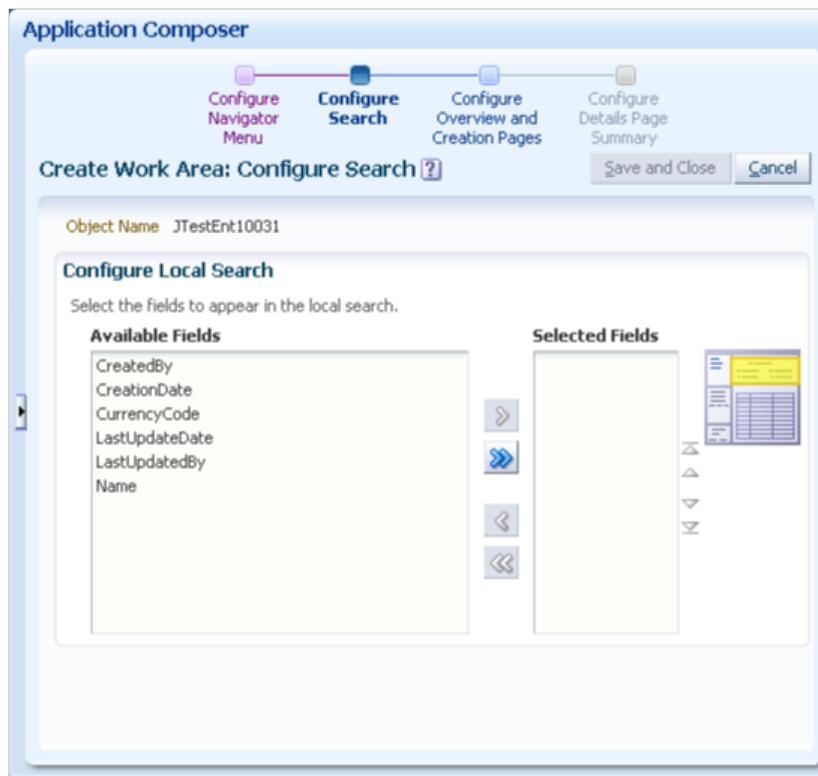 Application Composer
Configure Navigator Menu
Configure Search
Configure Overview and Creation Pages
Configure Details Page Summary
Create Work Area: Configure Search ?
Save and Close
Cancel
Object Name JTestEnt10031
Configure Local Search
Select the fields to appear in the local search.
Available Fields
Selected Fields
CreatedBy
CreationDate
CurrencyCode
LastUpdateDate
LastUpdatedBy
Name